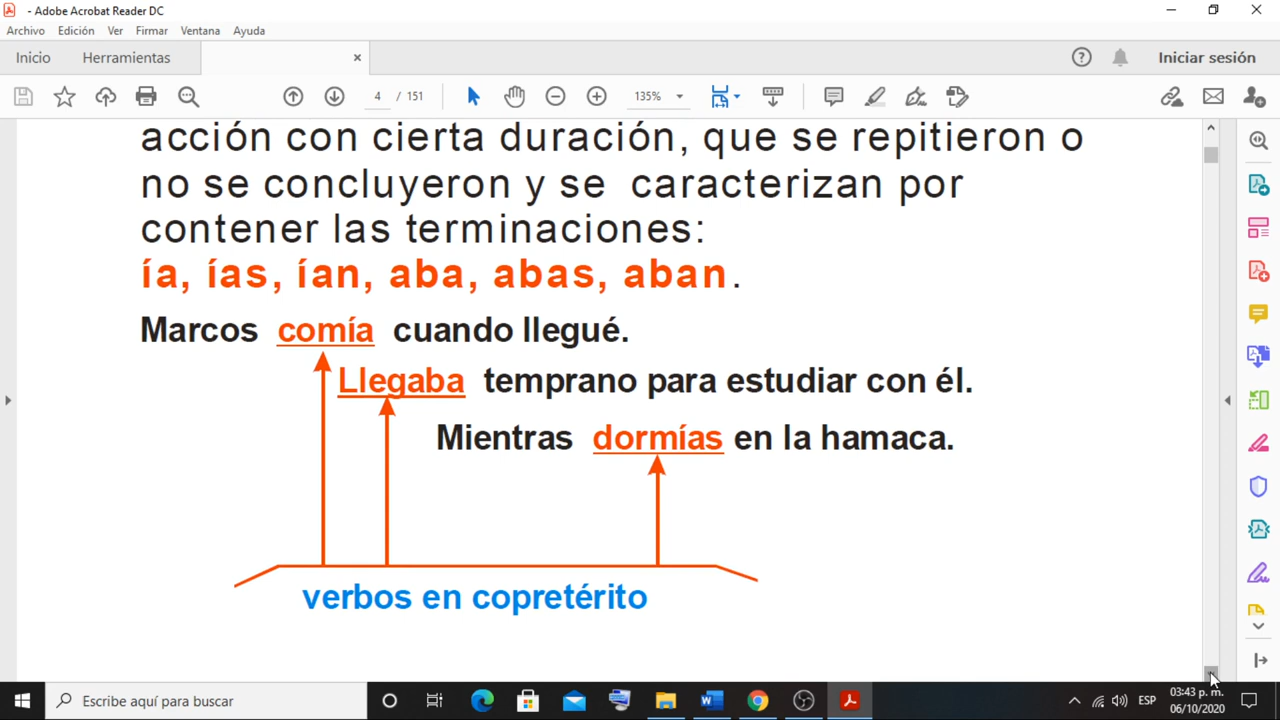 - Adobe Acrobat Reader DC
Archivo Edición Ver Firmar Ventana Ayuda
Inicio Herramientas Iniciar sesión
4 / 151 135%
acción con cierta duración, que se repitieron o
no se concluyeron y se caracterizan por
contener las terminaciones:
ía, ías, ían, aba, abas, aban.
Marcos comía cuando llegué.
Llegaba temprano para estudiar con él.
Mientras dormías en la hamaca.
verbos en copretérito
Escribe aquí para buscar
ESP
03:43 p. m.
06/10/2020